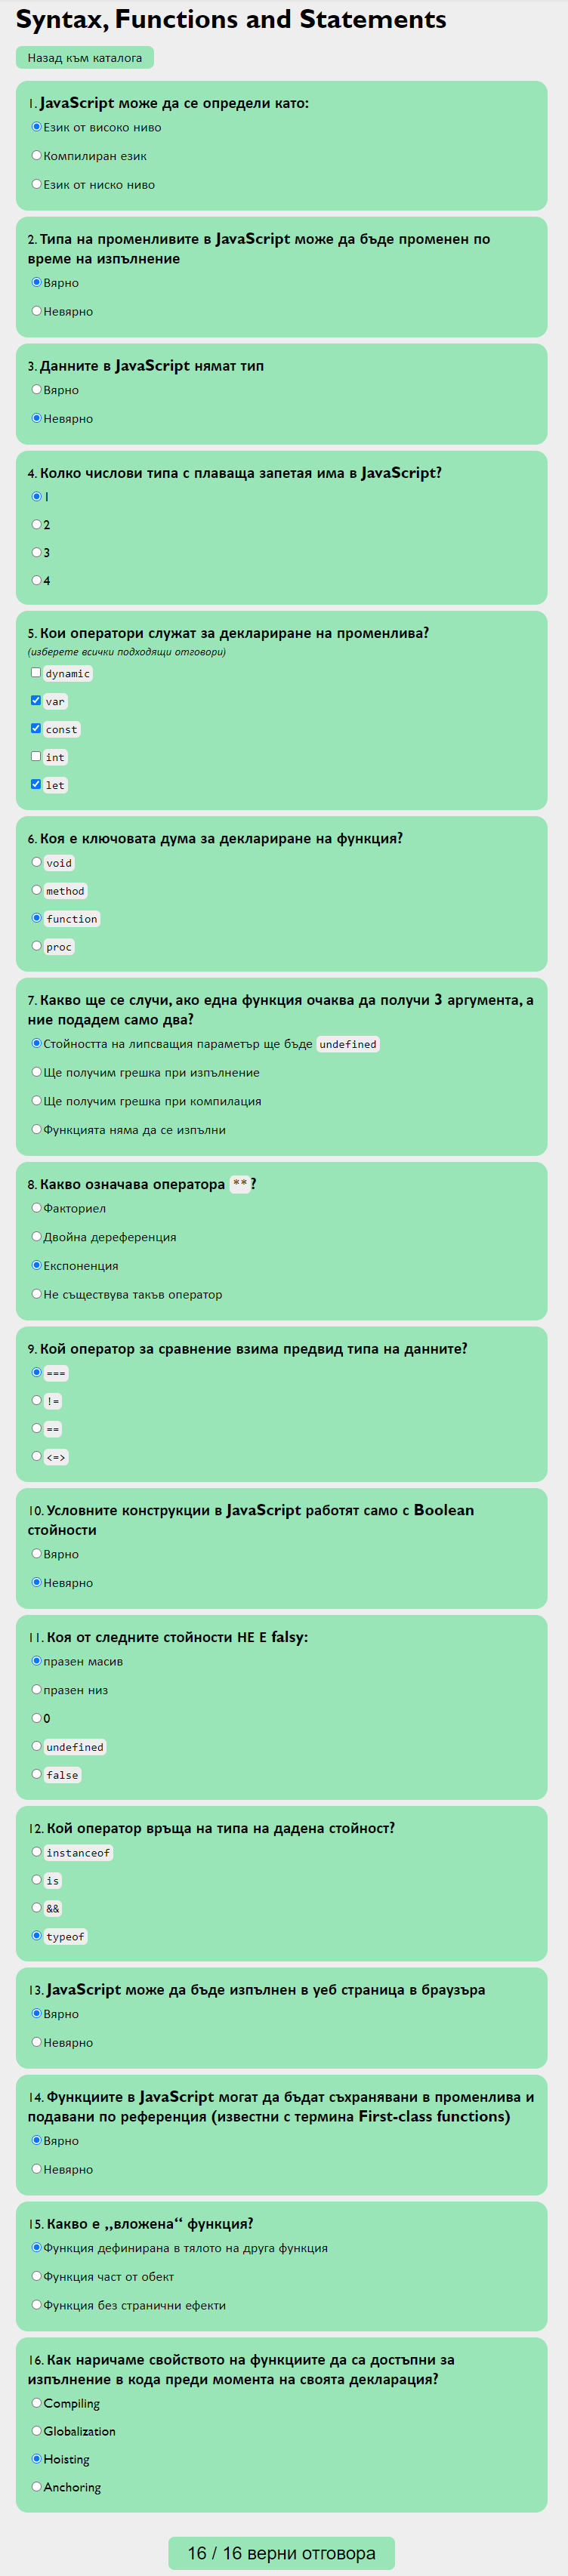 Syntax, Functions and Statements
Назад към каталога
1. JavaScript може да се определи като:
Език от високо ниво
Компилиран език
Език от ниско ниво
2. Типа на променливите в JavaScript може да бъде променен по
време на изпълнение
Вярно
Невярно
3. Данните в JavaScript нямат тип
Вярно
Невярно
4. Колко числови типа с плаваща запетая има в JavaScript?
1
2
3
4
5. Кои оператори служат за деклариране на променлива?
(изберете всички подходящи отговори)
dynamic
var
const
int
let
6. Коя е ключовата дума за деклариране на функция?
void
method
function
proc
7. Какво ще се случи, ако една функция очаква да получи 3 аргумента, а
ние подадем само два?
Стойността на липсващия параметър ще бъде undefined
Ще получим грешка при изпълнение
Ще получим грешка при компилация
Функцията няма да се изпълни
8. Какво означава оператора **?
Факториел
Двойна дереференция
Експоненция
Не съществува такъв оператор
9. Кой оператор за сравнение взима предвид типа на данните?
===
!=
==
<=>
10. Условните конструкции в JavaScript работят само с Boolean
стойности
Вярно
Невярно
11. Коя от следните стойности НЕ Е falsy:
празен масив
празен низ
0
undefined
false
12. Кой оператор връща на типа на дадена стойност?
instanceof
is
&&
typeof
13. JavaScript може да бъде изпълнен в уеб страница в браузъра
Вярно
Невярно
14. Функциите в JavaScript могат да бъдат съхранявани в променлива и
подавани по референция (известни с термина First-class functions)
Вярно
Невярно
15. Какво е „вложена“ функция?
Функция дефинирана в тялото на друга функция
Функция част от обект
Функция без странични ефекти
16. Как наричаме свойството на функциите да са достъпни за
изпълнение в кода преди момента на своята декларация?
Compiling
Globalization
Hoisting
Anchoring
16 / 16 верни отговора